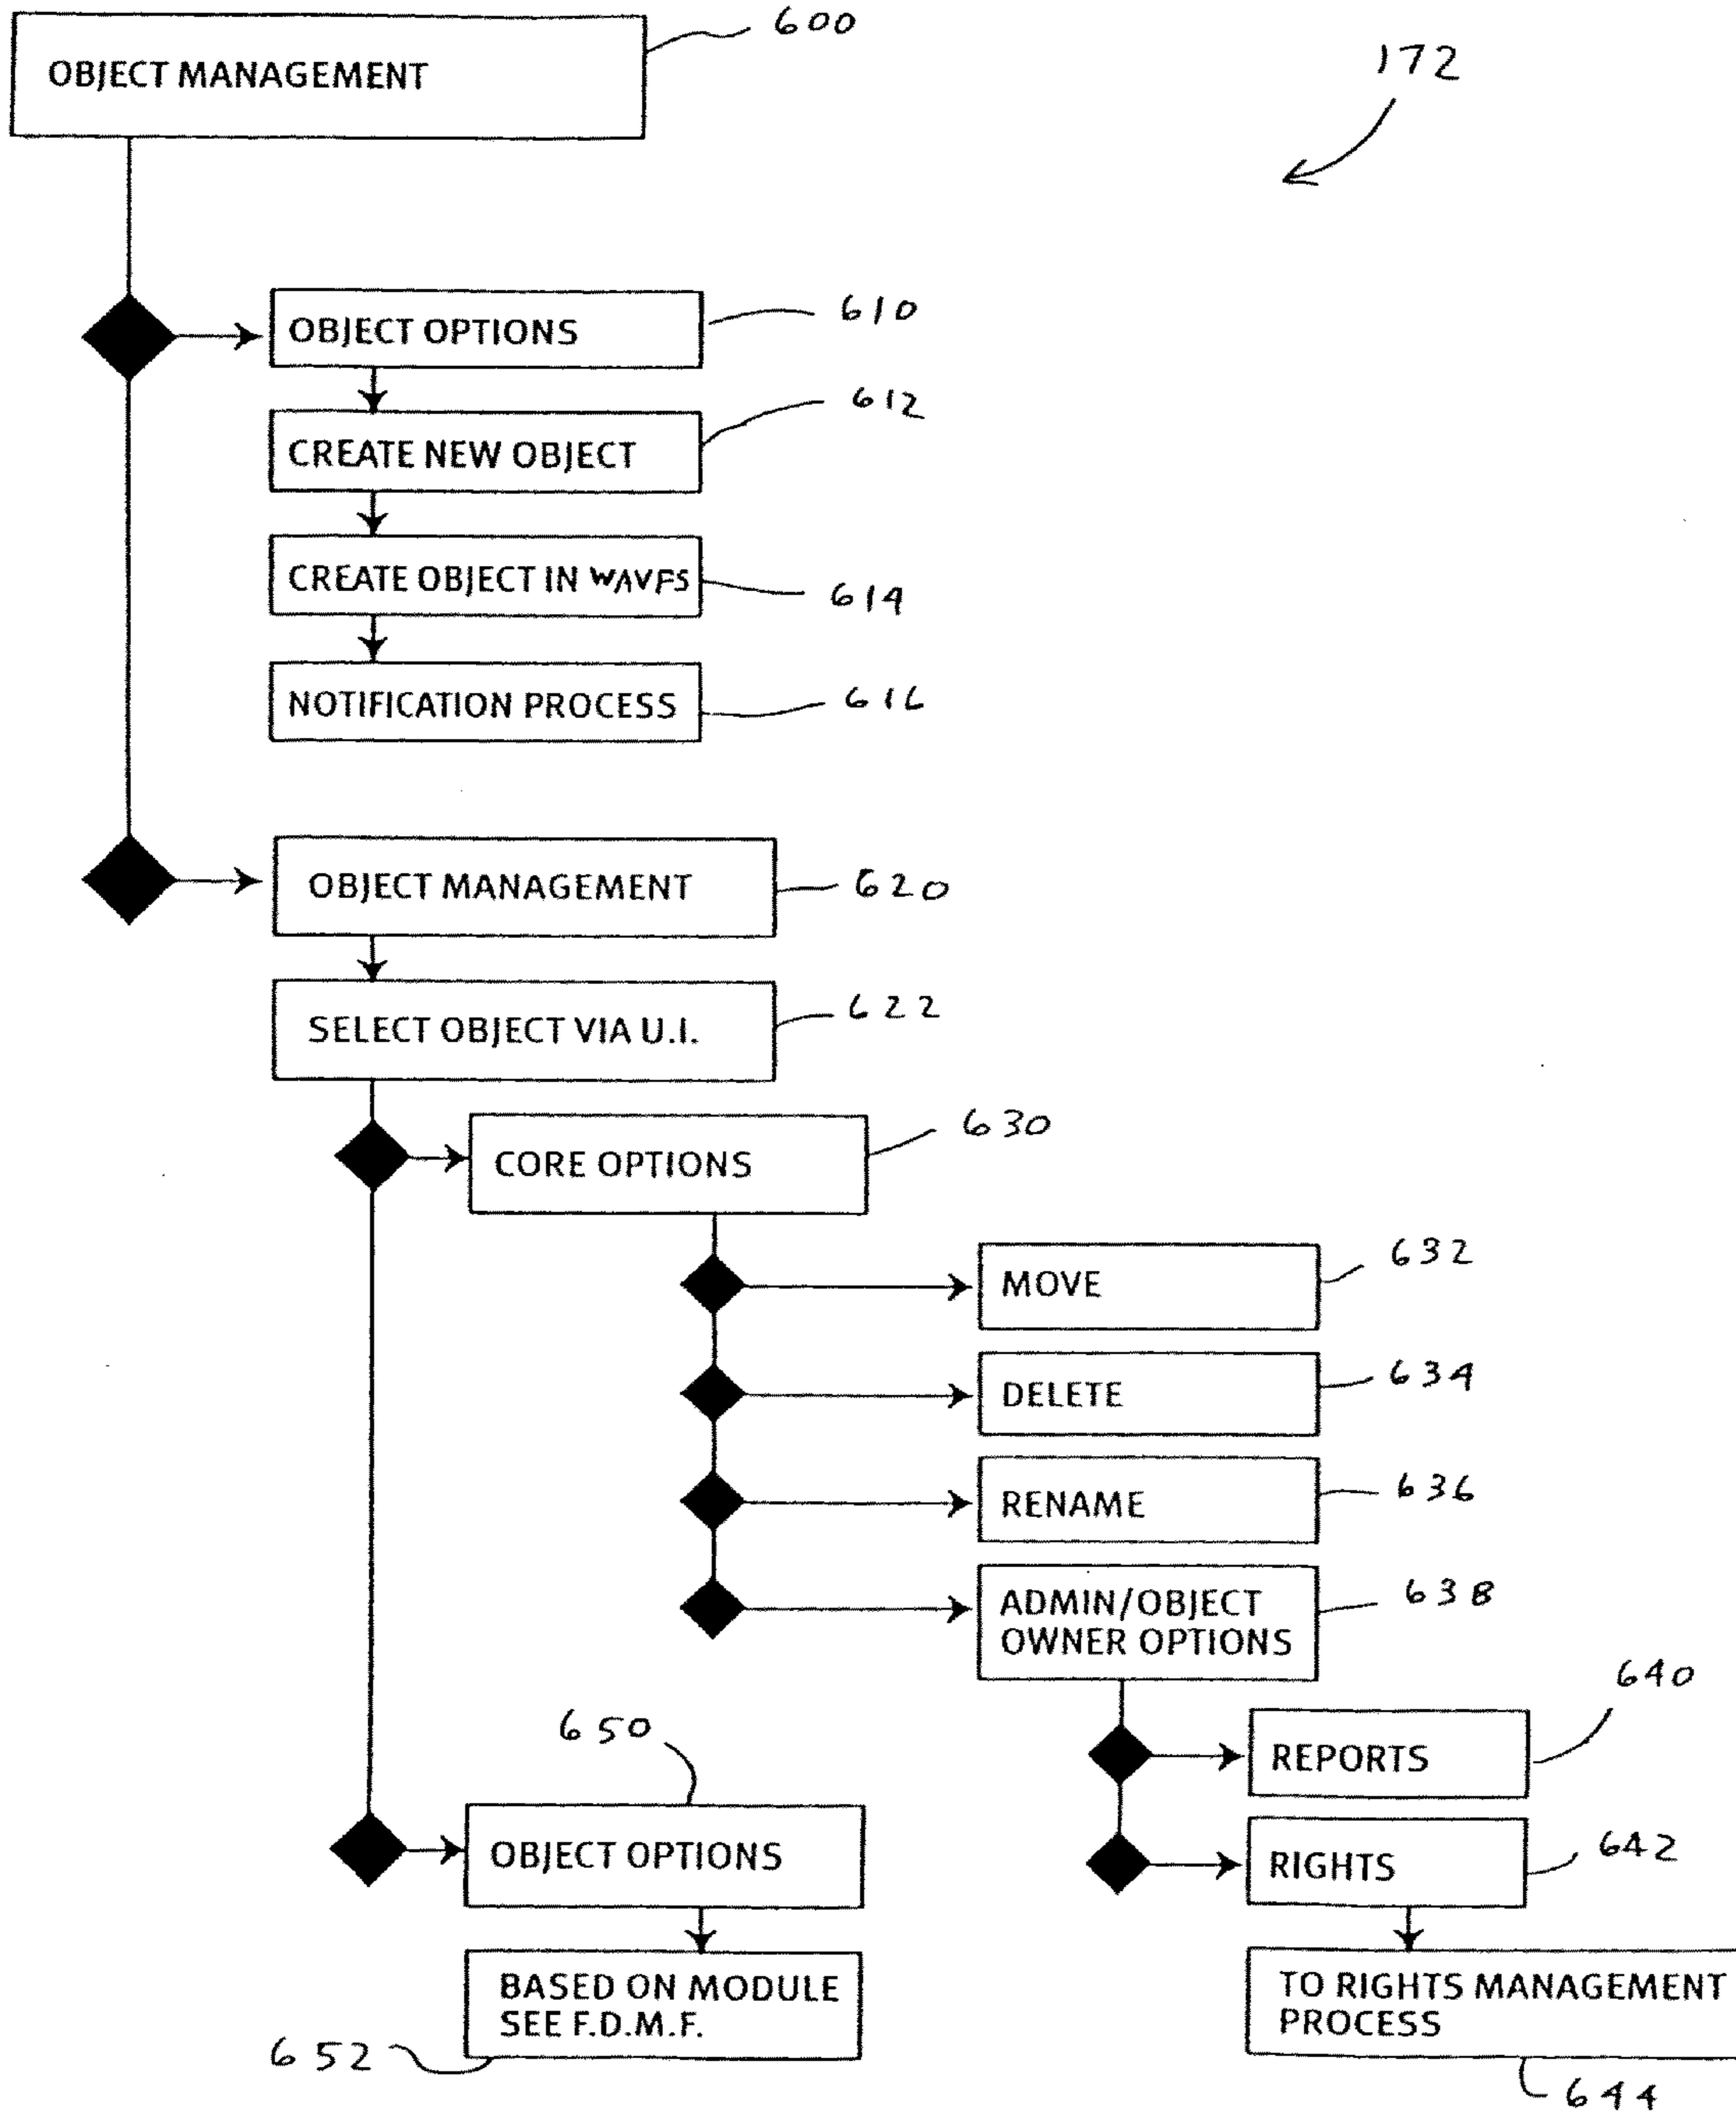 600
OBJECT MANAGEMENT
172
610
OBJECT OPTIONS
612
CREATE NEW OBJECT
CREATE OBJECT IN WAVFS
614
NOTIFICATION PROCESS
616
OBJECT MANAGEMENT
620
622
SELECT OBJECT VIA U.I.
630
CORE OPTIONS
632
MOVE
634
DELETE
636
RENAME
638
ADMIN/OBJECT
OWNER OPTIONS
640
REPORTS
650
642
OBJECT OPTIONS
RIGHTS
BASED ON MODULE
SEE F.D.M.F.
652
TO RIGHTS MANAGEMENT
PROCESS
644